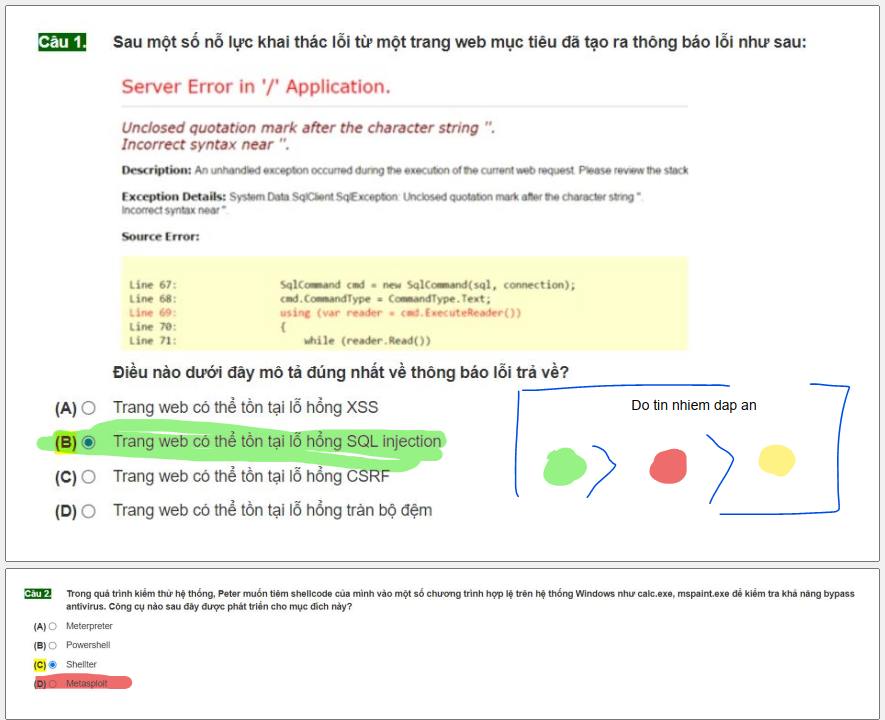 Câu 1. Sau một số nỗ lực khai thác lỗi từ một trang web mục tiêu đã tạo ra thông báo lỗi như sau:
Server Error in '/' Application.
Unclosed quotation mark after the character string ''.
Incorrect syntax near ''.
Description: An unhandled exception occurred during the execution of the current web request. Please review the stack
Exception Details: System.Data.SqlClient.SqlException: Unclosed quotation mark after the character string ''.
Incorrect syntax near ''.
Source Error:
Line 67: SqlCommand cmd = new SqlCommand(sql, connection);
Line 68: cmd.CommandType = CommandType.Text;
Line 69: using (var reader = cmd.ExecuteReader())
Line 70: {
Line 71: while (reader.Read())
Điều nào dưới đây mô tả đúng nhất về thông báo lỗi trả về?
(A) Trang web có thể tồn tại lỗ hổng XSS
(B) Trang web có thể tồn tại lỗ hổng SQL injection
(C) Trang web có thể tồn tại lỗ hổng CSRF
(D) Trang web có thể tồn tại lỗ hổng tràn bộ đệm
Do tin nhiem dap an
Câu 2. Trong quá trình kiểm thử hệ thống, Peter muốn tiêm shellcode của mình vào một số chương trình hợp lệ trên hệ thống Windows như calc.exe, mspaint.exe để kiểm tra khả năng bypass
antivirus. Công cụ nào sau đây được phát triển cho mục đích này?
(A) Meterpreter
(B) Powershell
(C) Shellter
(D) Metasploit